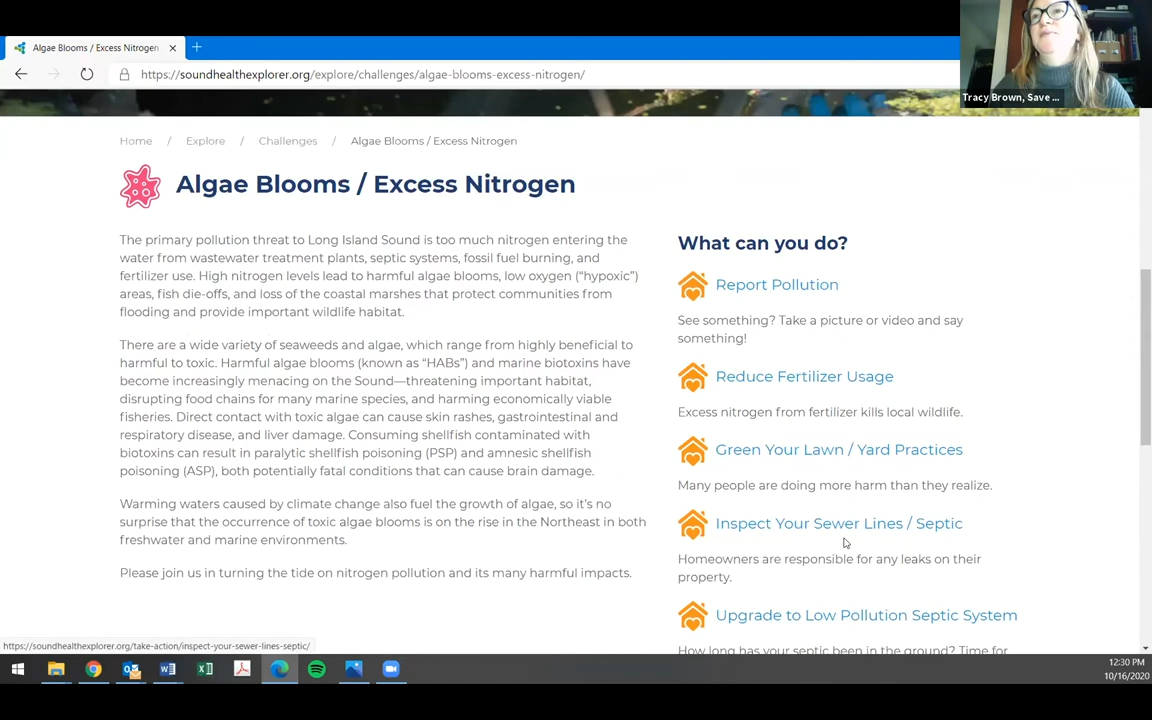 Algae Blooms / Excess Nitrogen
https://soundhealthexplorer.org/explore/challenges/algae-blooms-excess-nitrogen/
Tracy Brown, Save ...
Home / Explore / Challenges / Algae Blooms / Excess Nitrogen
Algae Blooms / Excess Nitrogen
The primary pollution threat to Long Island Sound is too much nitrogen entering the
water from wastewater treatment plants, septic systems, fossil fuel burning, and
fertilizer use. High nitrogen levels lead to harmful algae blooms, low oxygen (“hypoxic”)
areas, fish die-offs, and loss of the coastal marshes that protect communities from
flooding and provide important wildlife habitat.
There are a wide variety of seaweeds and algae, which range from highly beneficial to
harmful to toxic. Harmful algae blooms (known as “HABs”) and marine biotoxins have
become increasingly menacing on the Sound—threatening important habitat,
disrupting food chains for many marine species, and harming economically viable
fisheries. Direct contact with toxic algae can cause skin rashes, gastrointestinal and
respiratory disease, and liver damage. Consuming shellfish contaminated with
biotoxins can result in paralytic shellfish poisoning (PSP) and amnesic shellfish
poisoning (ASP), both potentially fatal conditions that can cause brain damage.
Warming waters caused by climate change also fuel the growth of algae, so it’s no
surprise that the occurrence of toxic algae blooms is on the rise in the Northeast in both
freshwater and marine environments.
Please join us in turning the tide on nitrogen pollution and its many harmful impacts.
What can you do?
Report Pollution
See something? Take a picture or video and say
something!
Reduce Fertilizer Usage
Excess nitrogen from fertilizer kills local wildlife.
Green Your Lawn / Yard Practices
Many people are doing more harm than they realize.
Inspect Your Sewer Lines / Septic
Homeowners are responsible for any leaks on their
property.
Upgrade to Low Pollution Septic System
How long has your septic been in the ground? Time for
https://soundhealthexplorer.org/take-action/inspect-your-sewer-lines-septic/
12:30 PM
10/16/2020